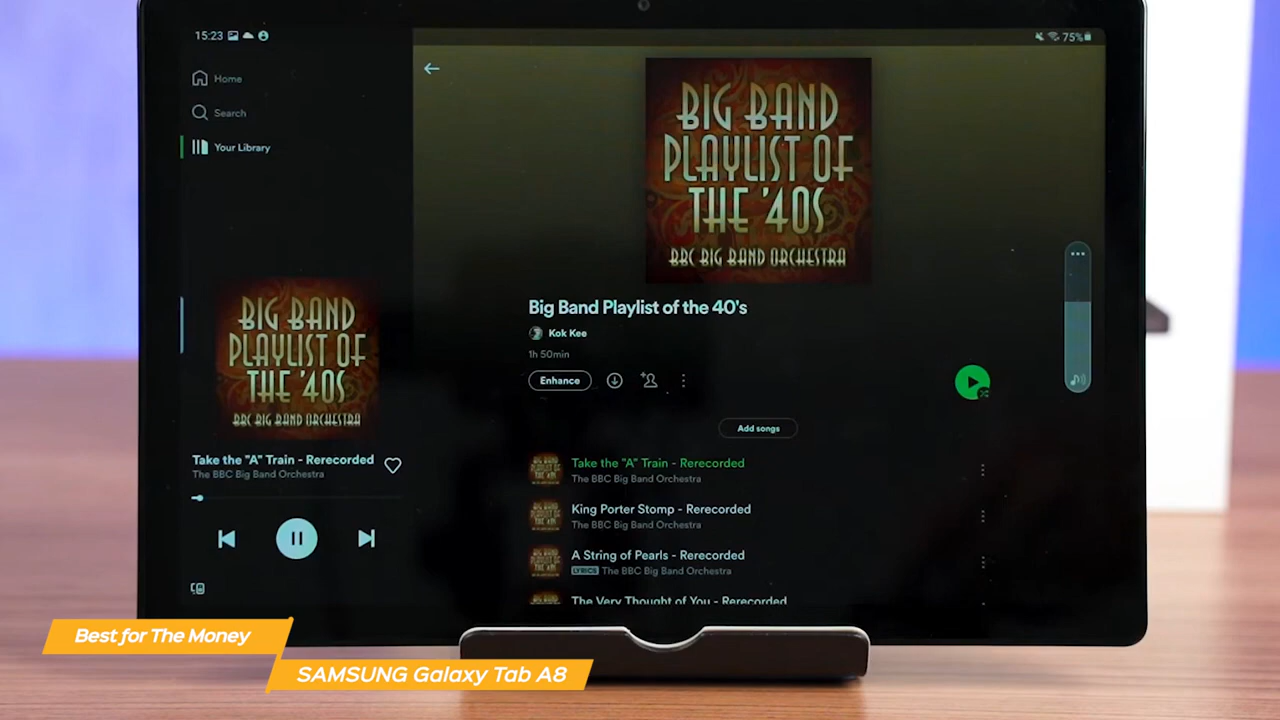 15:23
75%
Home
Search
Your Library
BIG BAND
PLAYLIST OF
THE '40S
BBC BIG BAND ORCHESTRA
Big Band Playlist of the 40's
Kok Kee
1h 50min
Enhance
Add songs
Take the "A" Train - Rerecorded
The BBC Big Band Orchestra
King Porter Stomp - Rerecorded
The BBC Big Band Orchestra
A String of Pearls - Rerecorded
LYRICS The BBC Big Band Orchestra
The Very Thought of You - Rerecorded
BIG BAND
PLAYLIST OF
THE '40S
BBC BIG BAND ORCHESTRA
Take the "A" Train - Rerecorded
The BBC Big Band Orchestra
Best for The Money
SAMSUNG Galaxy Tab A8